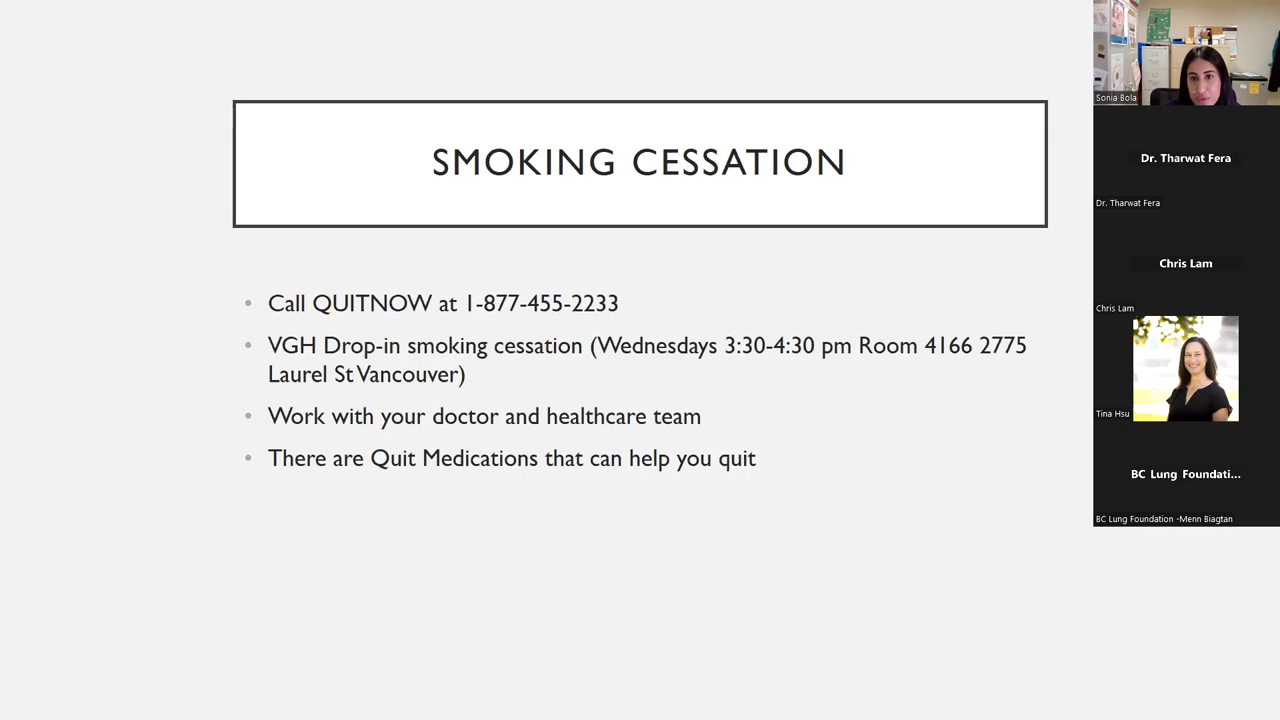 SMOKING CESSATION
• Call QUITNOW at 1-877-455-2233
• VGH Drop-in smoking cessation (Wednesdays 3:30-4:30 pm Room 4166 2775
Laurel St Vancouver)
• Work with your doctor and healthcare team
• There are Quit Medications that can help you quit
Sonia Bola
Dr. Tharwat Fera
Dr. Tharwat Fera
Chris Lam
Chris Lam
Tina Hsu
BC Lung Foundati...
BC Lung Foundation -Menn Biagtan